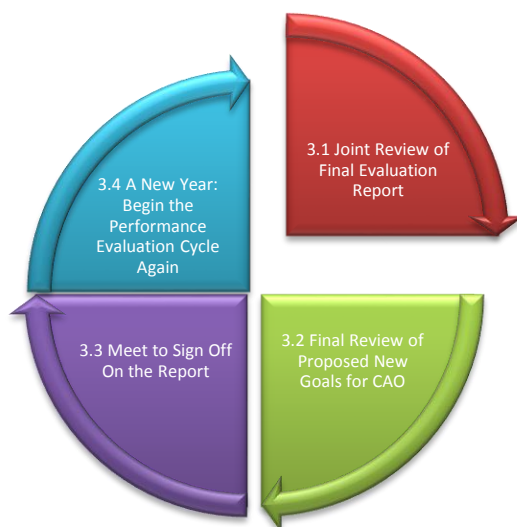 3.1 Joint Review of
Final Evaluation
Report
3.2 Final Review of
Proposed New
Goals for CAO
3.3 Meet to Sign Off
On the Report
3.4 A New Year:
Begin the
Performance
Evaluation Cycle
Again